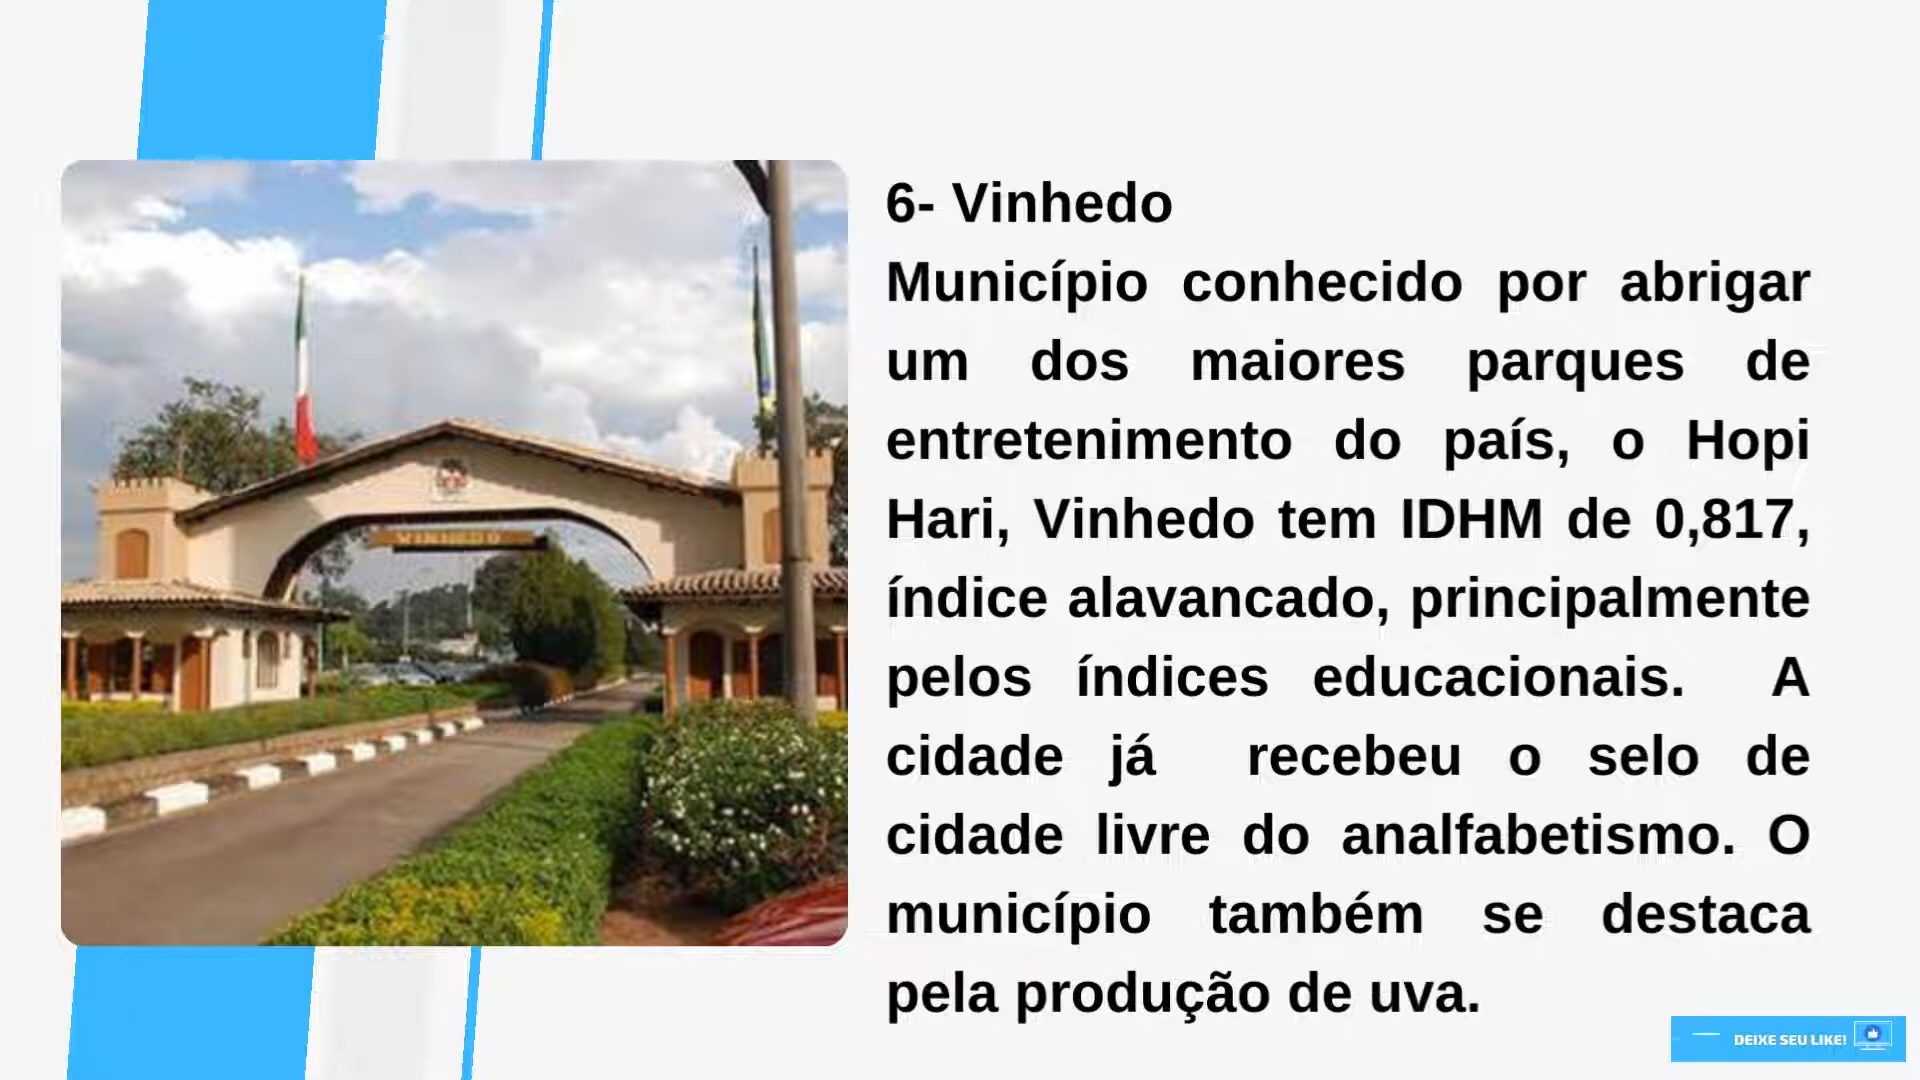 VINHEDO
6- Vinhedo
Município conhecido por abrigar
um dos maiores parques de
entretenimento do país, o Hopi
Hari, Vinhedo tem IDHM de 0,817,
índice alavancado, principalmente
pelos índices educacionais. A
cidade já recebeu o selo de
cidade livre do analfabetismo. O
município também se destaca
pela produção de uva.
DEIXE SEU LIKE!